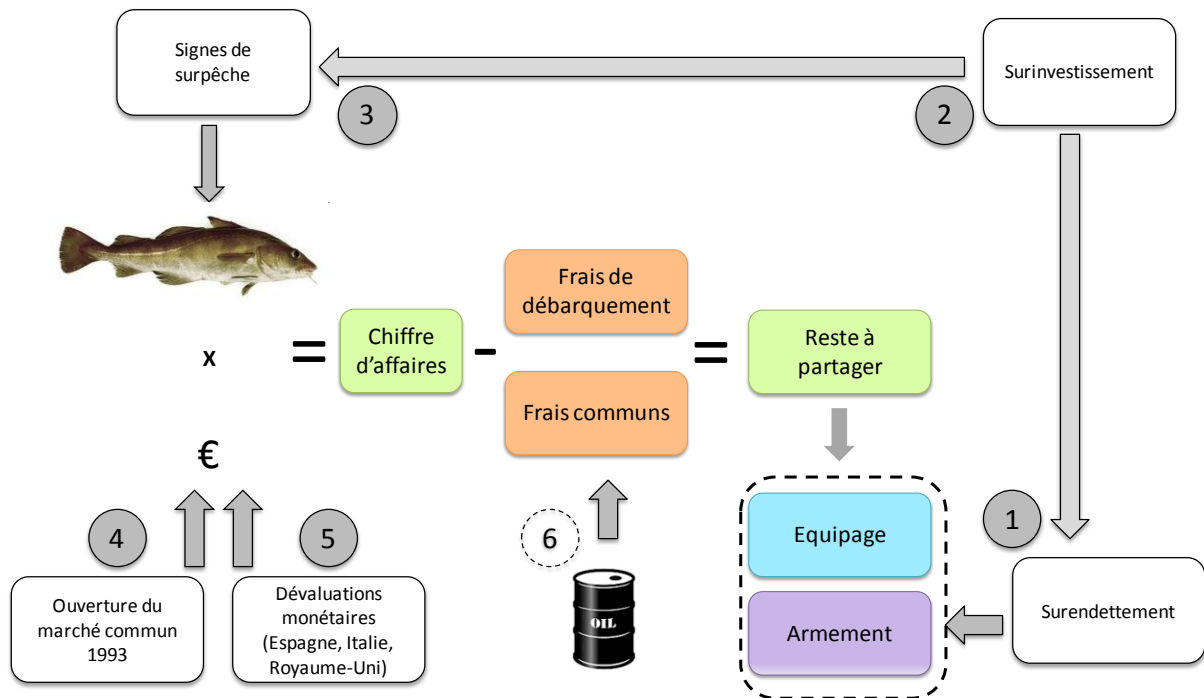 Signes de
surpêche
3
2
Surinvestissement
x
=
Chiffre
d’affaires
-
Frais de
débarquement
Frais communs
=
Reste à
partager
€
4
5
6
1
Ouverture du
marché commun
1993
Dévaluations
monétaires
(Espagne, Italie,
Royaume-Uni)
OIL
Equipage
Armement
Surendettement